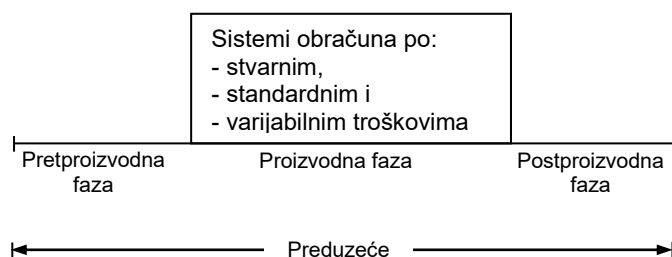 Sistemi obračuna po:
- stvarnim,
- standardnim i
- varijabilnim troškovima
Pretproizvodna
faza
Proizvodna faza
Postproizvodna
faza
Preduzeće